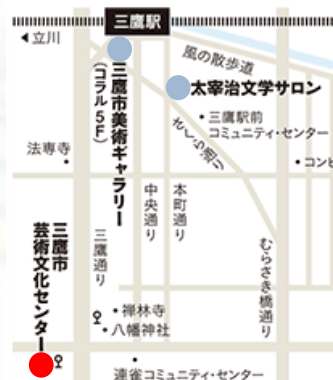 三鷹駅
◀立川
風の散歩道
太宰治文学サロン
三鷹市美術ギャラリー
（コラル5F）
・三鷹駅前
コミュニティ・センター
さくら通り
法専寺
・コンビ
中央通り
本町通り
三鷹通り
むらさき橋通り
三鷹市
芸術文化センター
・禅林寺
・八幡神社
連雀コミュニティ・センター